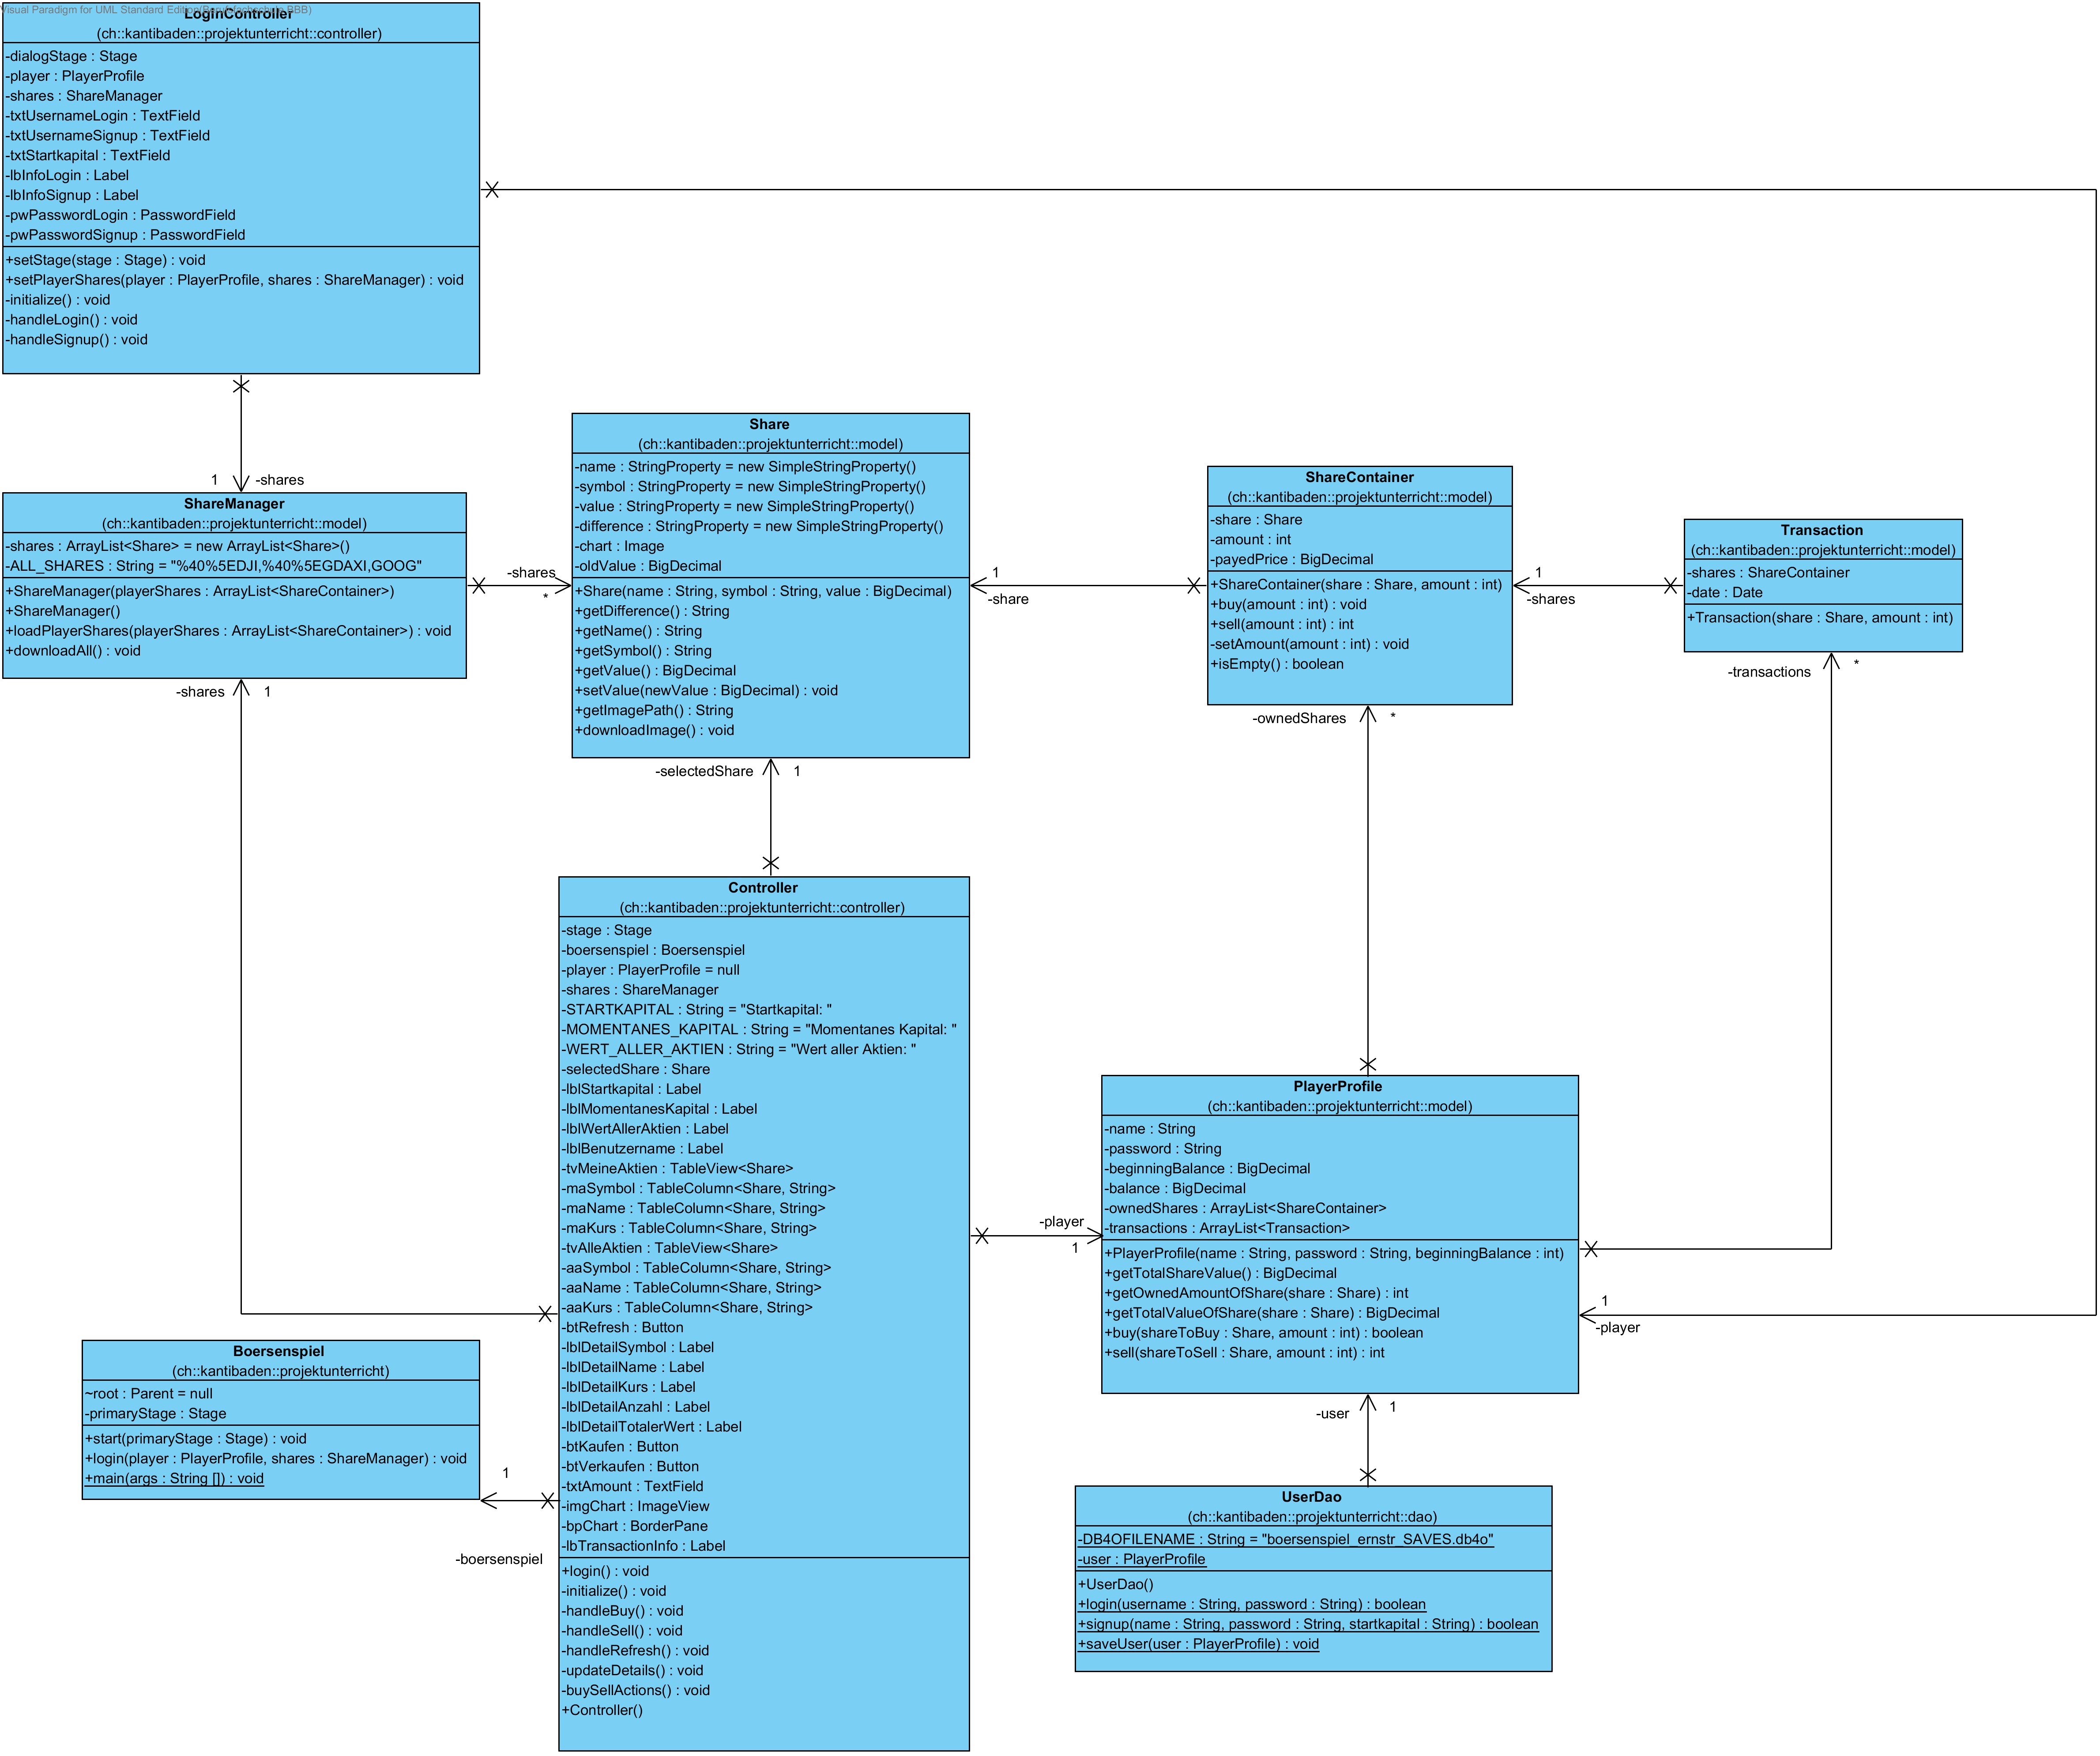 Visual Paradigm for UML Standard Edition(Berufsfachschule BBB)
LoginController
(ch::kantibaden::projektunterricht::controller)
-dialogStage : Stage
-player : PlayerProfile
-shares : ShareManager
-txtUsernameLogin : TextField
-txtUsernameSignup : TextField
-txtStartkapital : TextField
-lbInfoLogin : Label
-lbInfoSignup : Label
-pwPasswordLogin : PasswordField
-pwPasswordSignup : PasswordField
+setStage(stage : Stage) : void
+setPlayerShares(player : PlayerProfile, shares : ShareManager) : void
-initialize() : void
-handleLogin() : void
-handleSignup() : void
1
-shares
ShareManager
(ch::kantibaden::projektunterricht::model)
-shares : ArrayList<Share> = new ArrayList<Share>()
-ALL_SHARES : String = "%40%5EDJI,%40%5EGDAXI,GOOG"
+ShareManager(playerShares : ArrayList<ShareContainer>)
+ShareManager()
+loadPlayerShares(playerShares : ArrayList<ShareContainer>) : void
+downloadAll() : void
-shares
1
-shares
*
Share
(ch::kantibaden::projektunterricht::model)
-name : StringProperty = new SimpleStringProperty()
-symbol : StringProperty = new SimpleStringProperty()
-value : StringProperty = new SimpleStringProperty()
-difference : StringProperty = new SimpleStringProperty()
-chart : Image
-oldValue : BigDecimal
+Share(name : String, symbol : String, value : BigDecimal)
+getDifference() : String
+getName() : String
+getSymbol() : String
+getValue() : BigDecimal
+setValue(newValue : BigDecimal) : void
+getImagePath() : String
+downloadImage() : void
-selectedShare
1
1
-share
ShareContainer
(ch::kantibaden::projektunterricht::model)
-share : Share
-amount : int
-payedPrice : BigDecimal
+ShareContainer(share : Share, amount : int)
+buy(amount : int) : void
+sell(amount : int) : int
-setAmount(amount : int) : void
+isEmpty() : boolean
-ownedShares
*
1
-shares
Transaction
(ch::kantibaden::projektunterricht::model)
-shares : ShareContainer
-date : Date
+Transaction(share : Share, amount : int)
-transactions
*
Controller
(ch::kantibaden::projektunterricht::controller)
-stage : Stage
-boersenspiel : Boersenspiel
-player : PlayerProfile = null
-shares : ShareManager
-STARTKAPITAL : String = "Startkapital: "
-MOMENTANES_KAPITAL : String = "Momentanes Kapital: "
-WERT_ALLER_AKTIEN : String = "Wert aller Aktien: "
-selectedShare : Share
-lblStartkapital : Label
-lblMomentanesKapital : Label
-lblWertAllerAktien : Label
-lblBenutzername : Label
-tvMeineAktien : TableView<Share>
-maSymbol : TableColumn<Share, String>
-maName : TableColumn<Share, String>
-maKurs : TableColumn<Share, String>
-tvAlleAktien : TableView<Share>
-aaSymbol : TableColumn<Share, String>
-aaName : TableColumn<Share, String>
-aaKurs : TableColumn<Share, String>
-btRefresh : Button
-lblDetailSymbol : Label
-lblDetailName : Label
-lblDetailKurs : Label
-lblDetailAnzahl : Label
-lblDetailTotalerWert : Label
-btKaufen : Button
-btVerkaufen : Button
-txtAmount : TextField
-imgChart : ImageView
-bpChart : BorderPane
-lbTransactionInfo : Label
+login() : void
-initialize() : void
-handleBuy() : void
-handleSell() : void
-handleRefresh() : void
-updateDetails() : void
-buySellActions() : void
+Controller()
-player
1
PlayerProfile
(ch::kantibaden::projektunterricht::model)
-name : String
-password : String
-beginningBalance : BigDecimal
-balance : BigDecimal
-ownedShares : ArrayList<ShareContainer>
-transactions : ArrayList<Transaction>
+PlayerProfile(name : String, password : String, beginningBalance : int)
+getTotalShareValue() : BigDecimal
+getOwnedAmountOfShare(share : Share) : int
+getTotalValueOfShare(share : Share) : BigDecimal
+buy(shareToBuy : Share, amount : int) : boolean
+sell(shareToSell : Share, amount : int) : int
1
-player
-user
1
Boersenspiel
(ch::kantibaden::projektunterricht)
~root : Parent = null
-primaryStage : Stage
+start(primaryStage : Stage) : void
+login(player : PlayerProfile, shares : ShareManager) : void
+main(args : String []) : void
1
-boersenspiel
UserDao
(ch::kantibaden::projektunterricht::dao)
-DB4OFILENAME : String = "boersenspiel_ernstr_SAVES.db4o"
-user : PlayerProfile
+UserDao()
+login(username : String, password : String) : boolean
+signup(name : String, password : String, startkapital : String) : boolean
+saveUser(user : PlayerProfile) : void